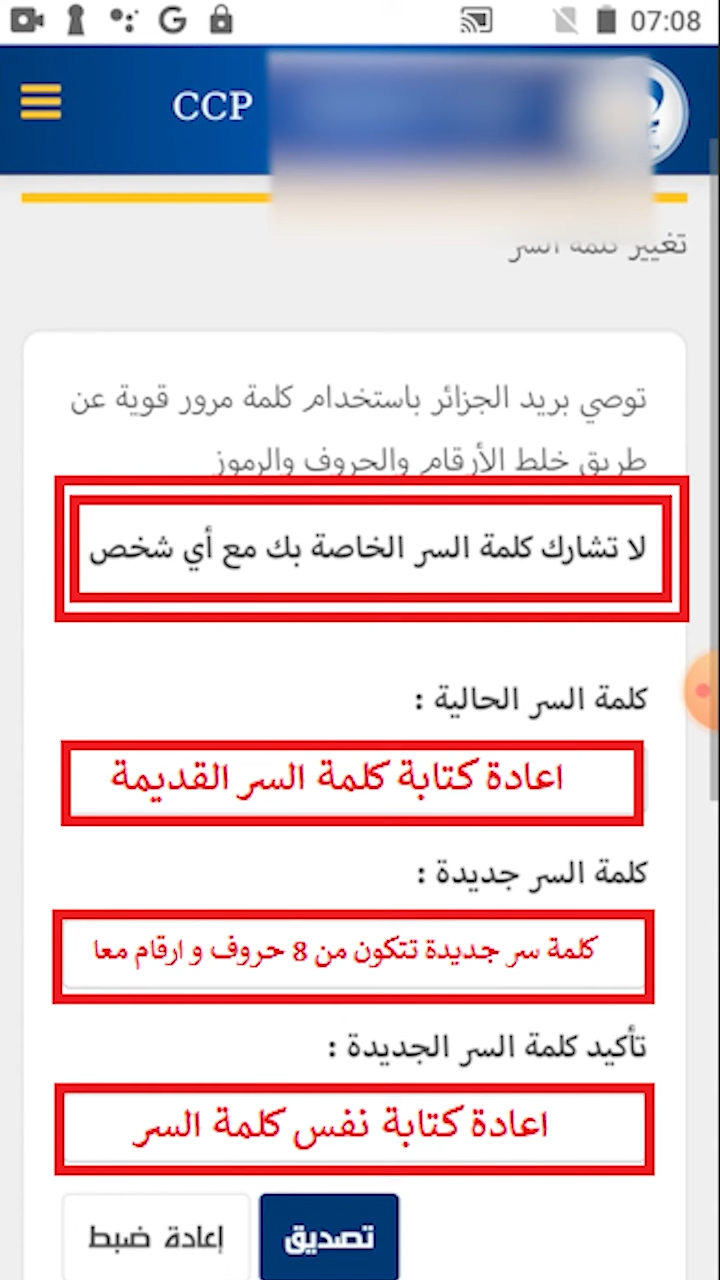 07:08
CCP
تغيير كلمة السر
توصي بريد الجزائر باستخدام كلمة مرور قوية عن
طريق خلط الأرقام والحروف والرموز
لا تشارك كلمة السر الخاصة بك مع أي شخص
كلمة السر الحالية :
اعادة كتابة كلمة السر القديمة
كلمة السر جديدة :
كلمة سر جديدة تتكون من 8 حروف و ارقام معا
تأكيد كلمة السر الجديدة :
اعادة كتابة نفس كلمة السر
تصديق
إعادة ضبط